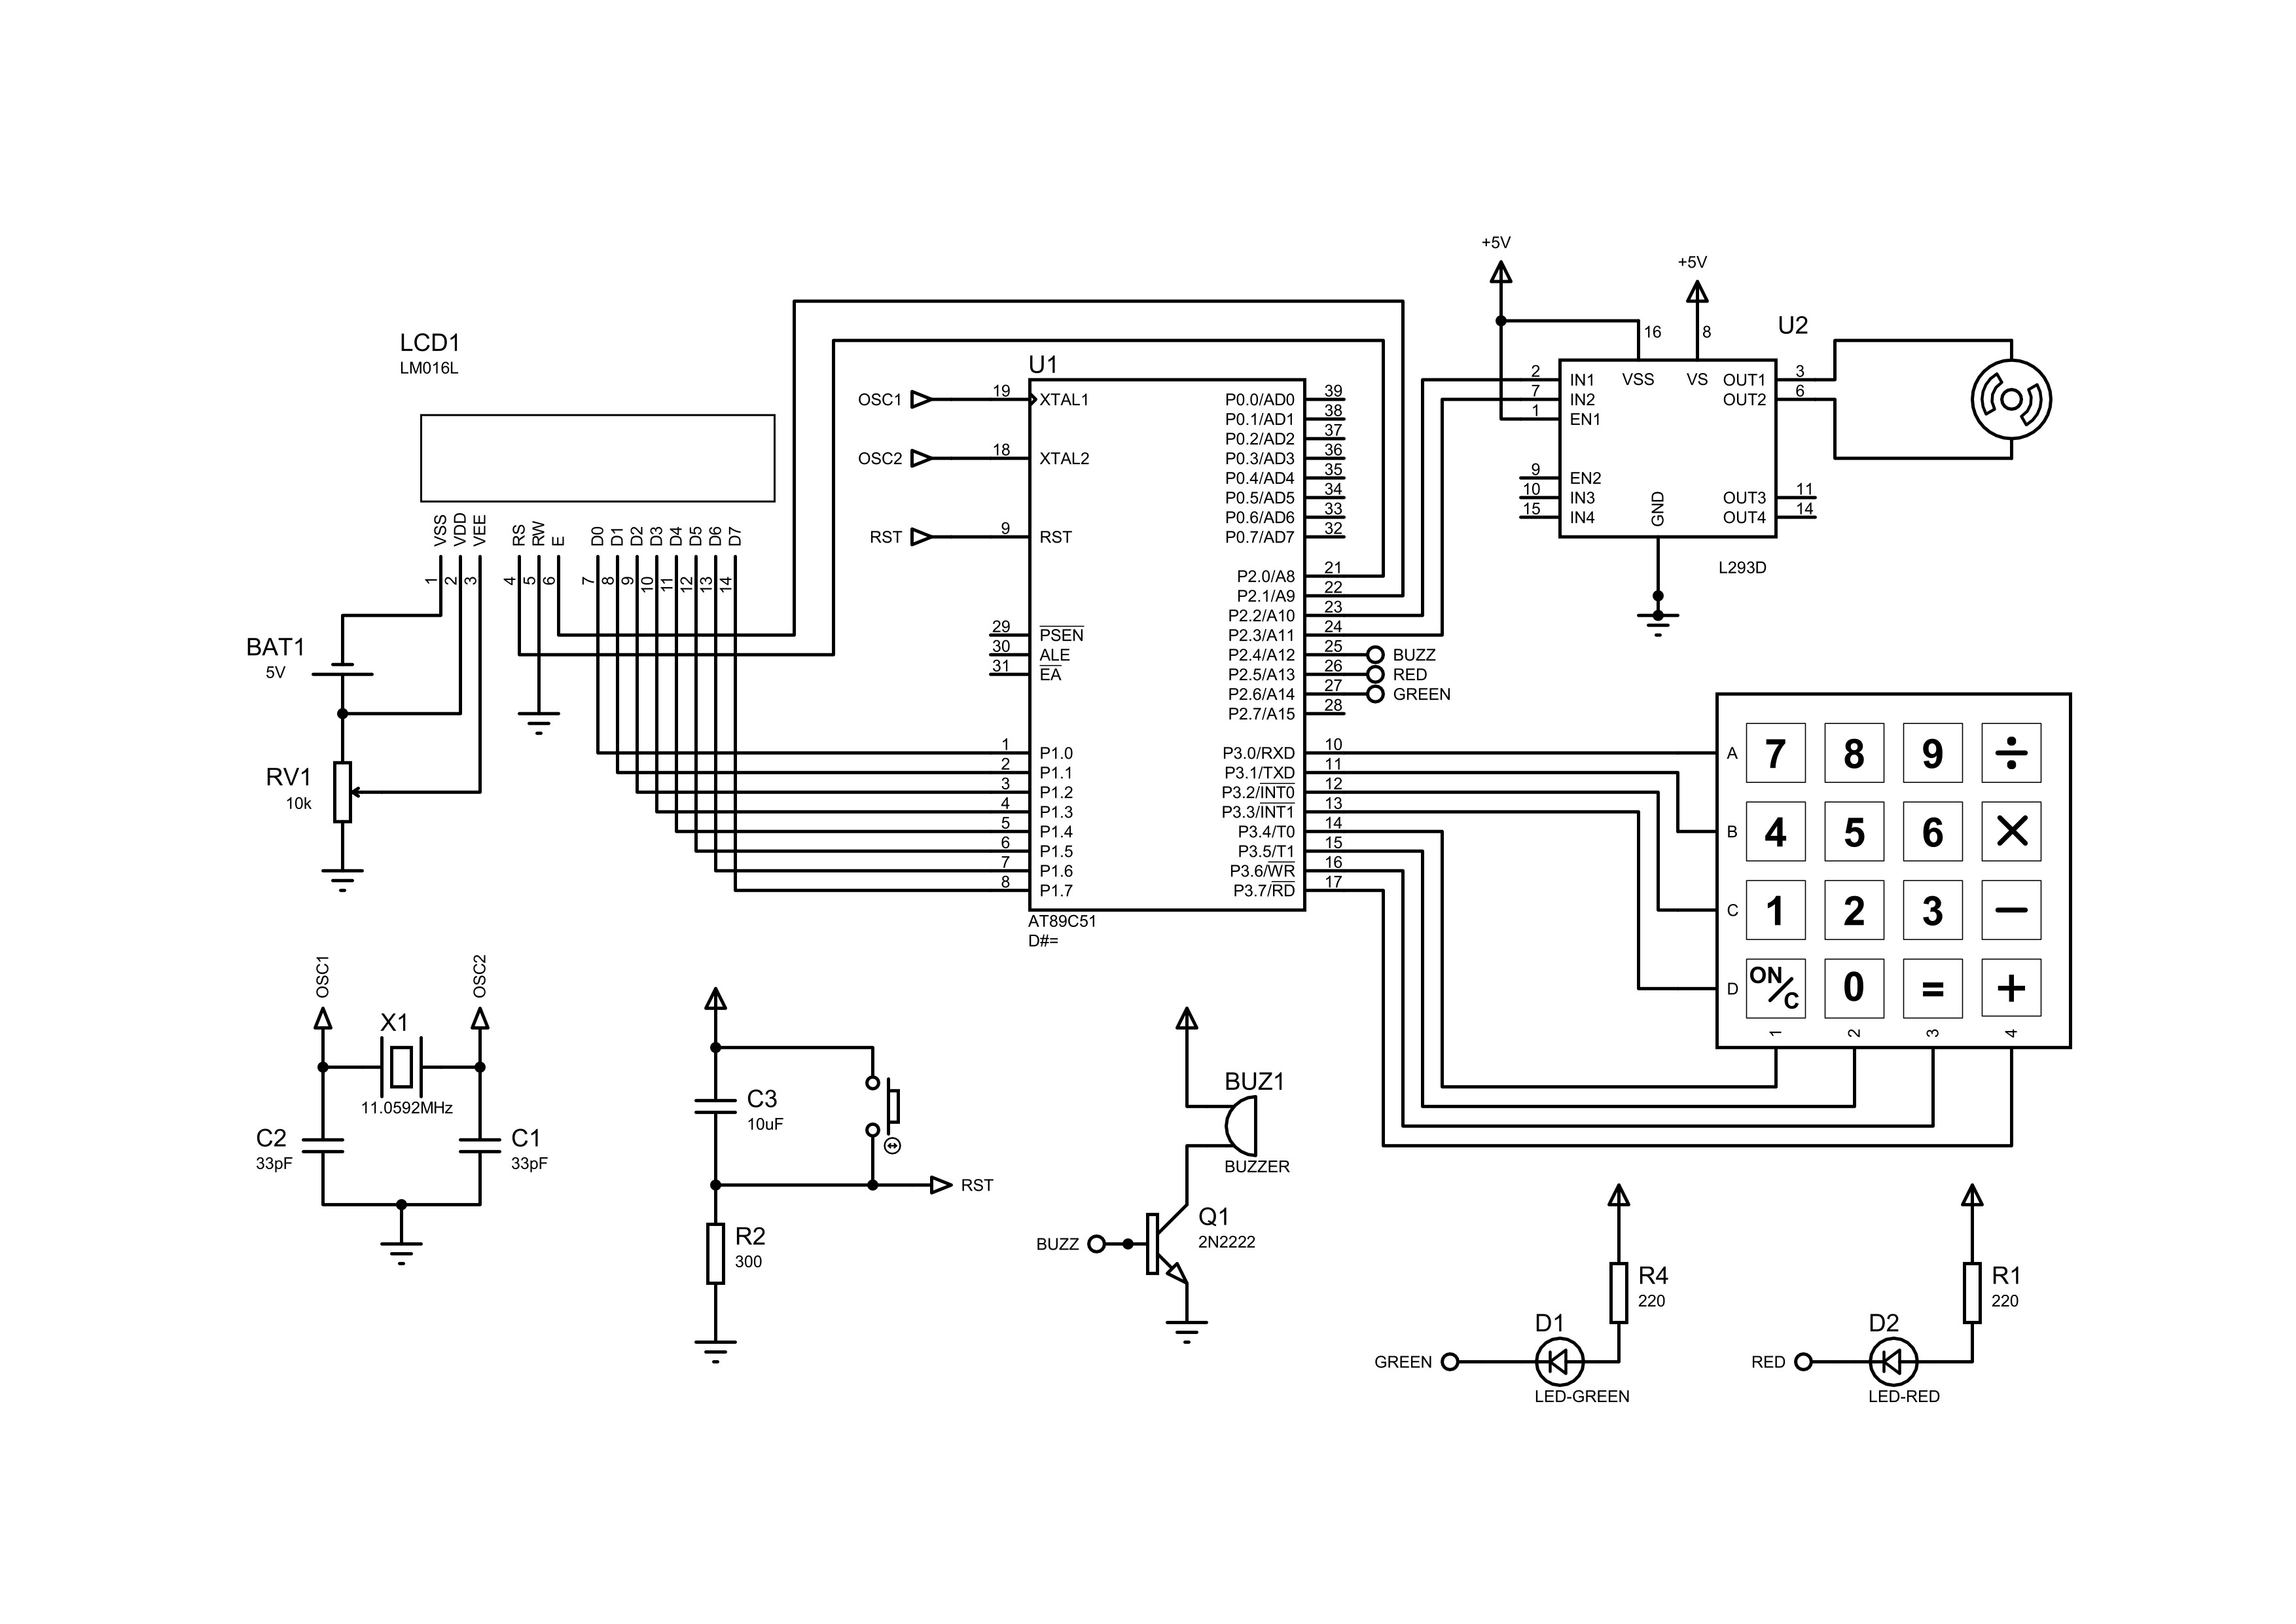 +5V
+5V
LCD1
LM016L
VSS
VDD
VEE
RS
RW
E
D0
D1
D2
D3
D4
D5
D6
D7
1
2
3
4
5
6
7
8
9
10
11
12
13
14
BAT1
5V
RV1
10k
U1
OSC1
19
XTAL1
OSC2
18
XTAL2
RST
9
RST
29
PSEN
30
ALE
31
EA
1
P1.0
2
P1.1
3
P1.2
4
P1.3
5
P1.4
6
P1.5
7
P1.6
8
P1.7
P0.0/AD0
39
P0.1/AD1
38
P0.2/AD2
37
P0.3/AD3
36
P0.4/AD4
35
P0.5/AD5
34
P0.6/AD6
33
P0.7/AD7
32
P2.0/A8
21
P2.1/A9
22
P2.2/A10
23
P2.3/A11
24
P2.4/A12
25
BUZZ
P2.5/A13
26
RED
P2.6/A14
27
GREEN
P2.7/A15
28
P3.0/RXD
10
P3.1/TXD
11
P3.2/INT0
12
P3.3/INT1
13
P3.4/T0
14
P3.5/T1
15
P3.6/WR
16
P3.7/RD
17
AT89C51
D#=
U2
16
8
VSS
VS
2
IN1
7
IN2
1
EN1
9
EN2
10
IN3
15
IN4
GND
OUT1
3
OUT2
6
OUT3
11
OUT4
14
L293D
A
7
8
9
÷
B
4
5
6
×
C
1
2
3
−
D
ON/C
0
=
+
1
2
3
4
OSC1
OSC2
X1
11.0592MHz
C2
33pF
C1
33pF
C3
10uF
RST
R2
300
BUZ1
BUZZER
BUZZ
Q1
2N2222
R4
220
D1
GREEN
LED-GREEN
R1
220
D2
RED
LED-RED